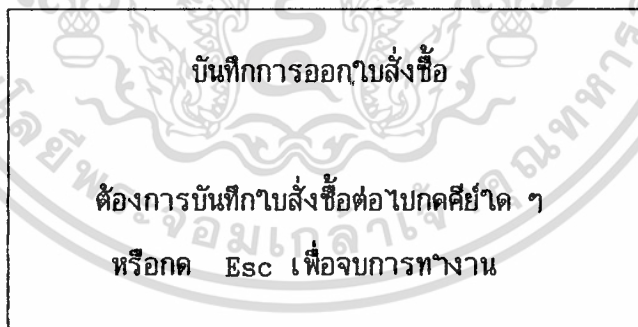 บันทึกการออกใบสั่งซื้อ
ต้องการบันทึกใบสั่งซื้อต่อไปกดคีย์ใด ๆ
หรือกด Esc เพื่อจบการทำงาน